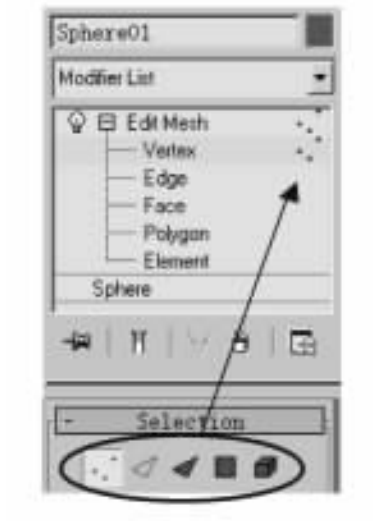 Sphere01
Modifier List
Edit Mesh
Vertex
Edge
Face
Polygon
Element
Sphere
- Selection